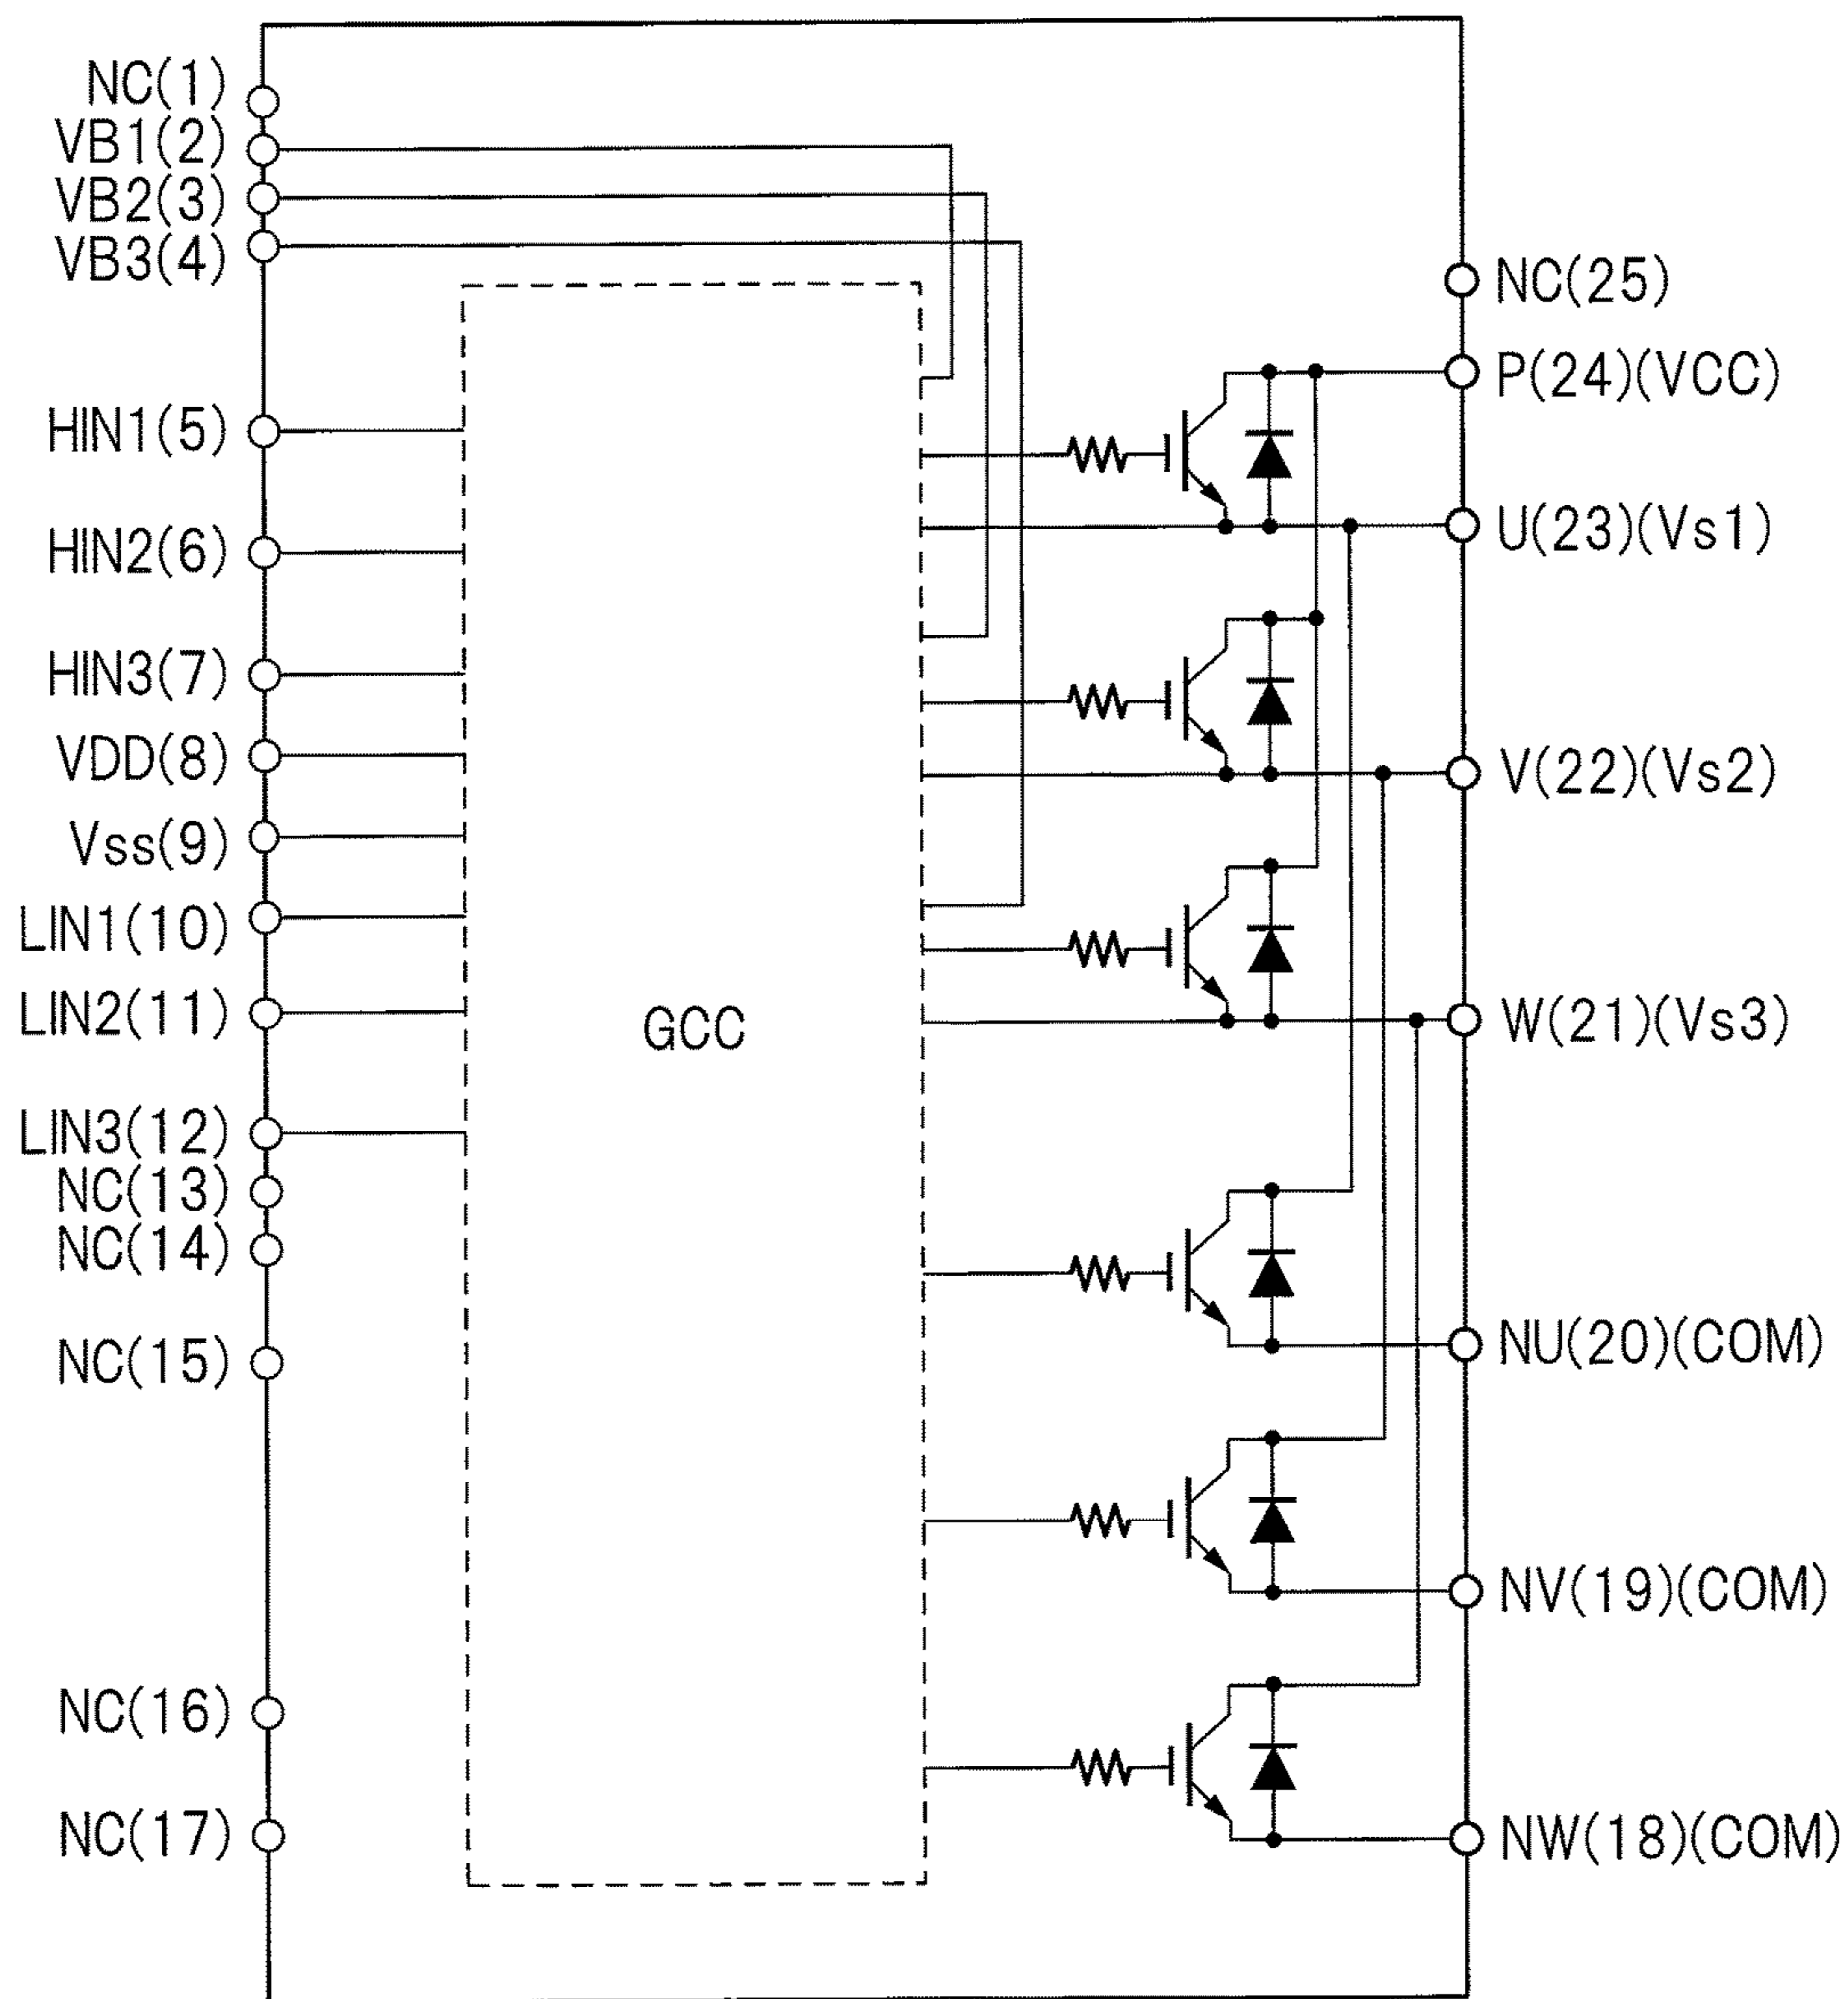 NC(1)
VB1(2)
VB2(3)
VB3(4)
HIN1(5)
HIN2(6)
HIN3(7)
VDD(8)
Vss(9)
LIN1(10)
LIN2(11)
LIN3(12)
NC(13)
NC(14)
NC(15)
NC(16)
NC(17)
GCC
NC(25)
P(24)(VCC)
U(23)(Vs1)
V(22)(Vs2)
W(21)(Vs3)
NU(20)(COM)
NV(19)(COM)
NW(18)(COM)